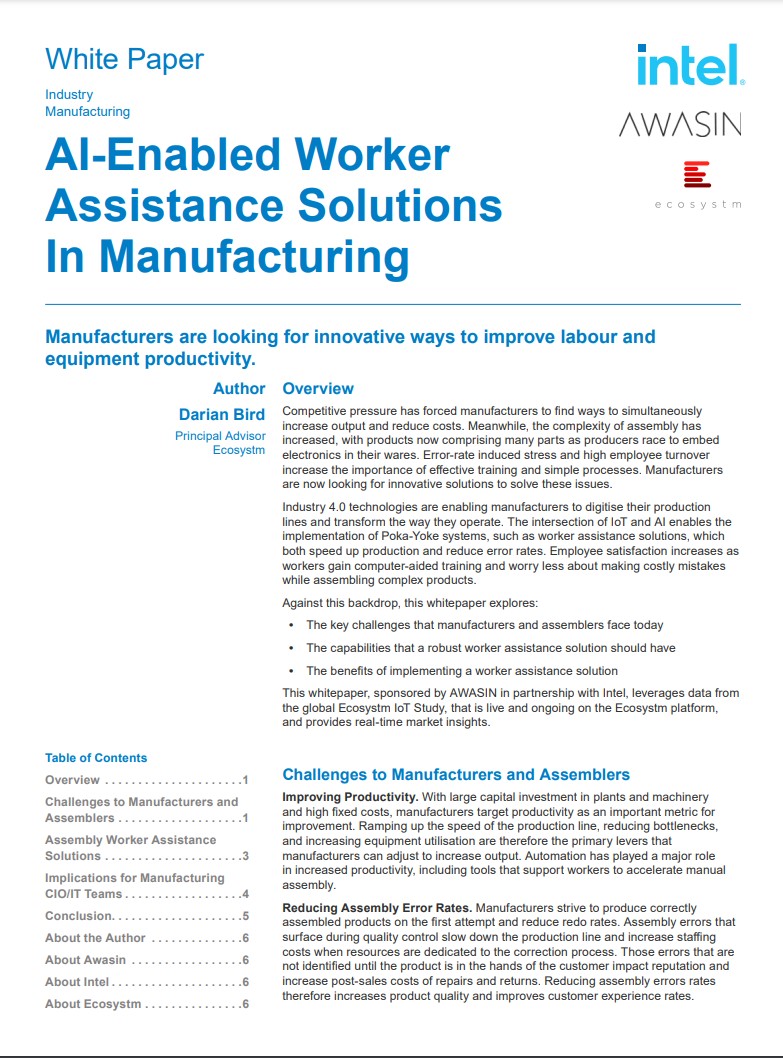 White Paper
Industry
Manufacturing
intel®
AWASIN
ecosystm
AI-Enabled Worker
Assistance Solutions
In Manufacturing
Manufacturers are looking for innovative ways to improve labour and
equipment productivity.
Author
Darian Bird
Principal Advisor
Ecosystm
Overview
Competitive pressure has forced manufacturers to find ways to simultaneously
increase output and reduce costs. Meanwhile, the complexity of assembly has
increased, with products now comprising many parts as producers race to embed
electronics in their wares. Error-rate induced stress and high employee turnover
increase the importance of effective training and simple processes. Manufacturers
are now looking for innovative solutions to solve these issues.
Industry 4.0 technologies are enabling manufacturers to digitise their production
lines and transform the way they operate. The intersection of IoT and AI enables the
implementation of Poka-Yoke systems, such as worker assistance solutions, which
both speed up production and reduce error rates. Employee satisfaction increases as
workers gain computer-aided training and worry less about making costly mistakes
while assembling complex products.
Against this backdrop, this whitepaper explores:
• The key challenges that manufacturers and assemblers face today
• The capabilities that a robust worker assistance solution should have
• The benefits of implementing a worker assistance solution
This whitepaper, sponsored by AWASIN in partnership with Intel, leverages data from
the global Ecosystm IoT Study, that is live and ongoing on the Ecosystm platform,
and provides real-time market insights.
Table of Contents
Overview . . . . . . . . . . . . . . . . . . . . .1
Challenges to Manufacturers and
Assemblers . . . . . . . . . . . . . . . . . . .1
Assembly Worker Assistance
Solutions . . . . . . . . . . . . . . . . . . . . .3
Implications for Manufacturing
CIO/IT Teams . . . . . . . . . . . . . . . . . .4
Conclusion. . . . . . . . . . . . . . . . . . . .5
About the Author . . . . . . . . . . . . . .6
About Awasin . . . . . . . . . . . . . . . . .6
About Intel . . . . . . . . . . . . . . . . . . . .6
About Ecosystm . . . . . . . . . . . . . . .6
Challenges to Manufacturers and Assemblers
Improving Productivity. With large capital investment in plants and machinery
and high fixed costs, manufacturers target productivity as an important metric for
improvement. Ramping up the speed of the production line, reducing bottlenecks,
and increasing equipment utilisation are therefore the primary levers that
manufacturers can adjust to increase output. Automation has played a major role
in increased productivity, including tools that support workers to accelerate manual
assembly.
Reducing Assembly Error Rates. Manufacturers strive to produce correctly
assembled products on the first attempt and reduce redo rates. Assembly errors that
surface during quality control slow down the production line and increase staffing
costs when resources are dedicated to the correction process. Those errors that are
not identified until the product is in the hands of the customer impact reputation and
increase post-sales costs of repairs and returns. Reducing assembly errors rates
therefore increases product quality and improves customer experience rates.